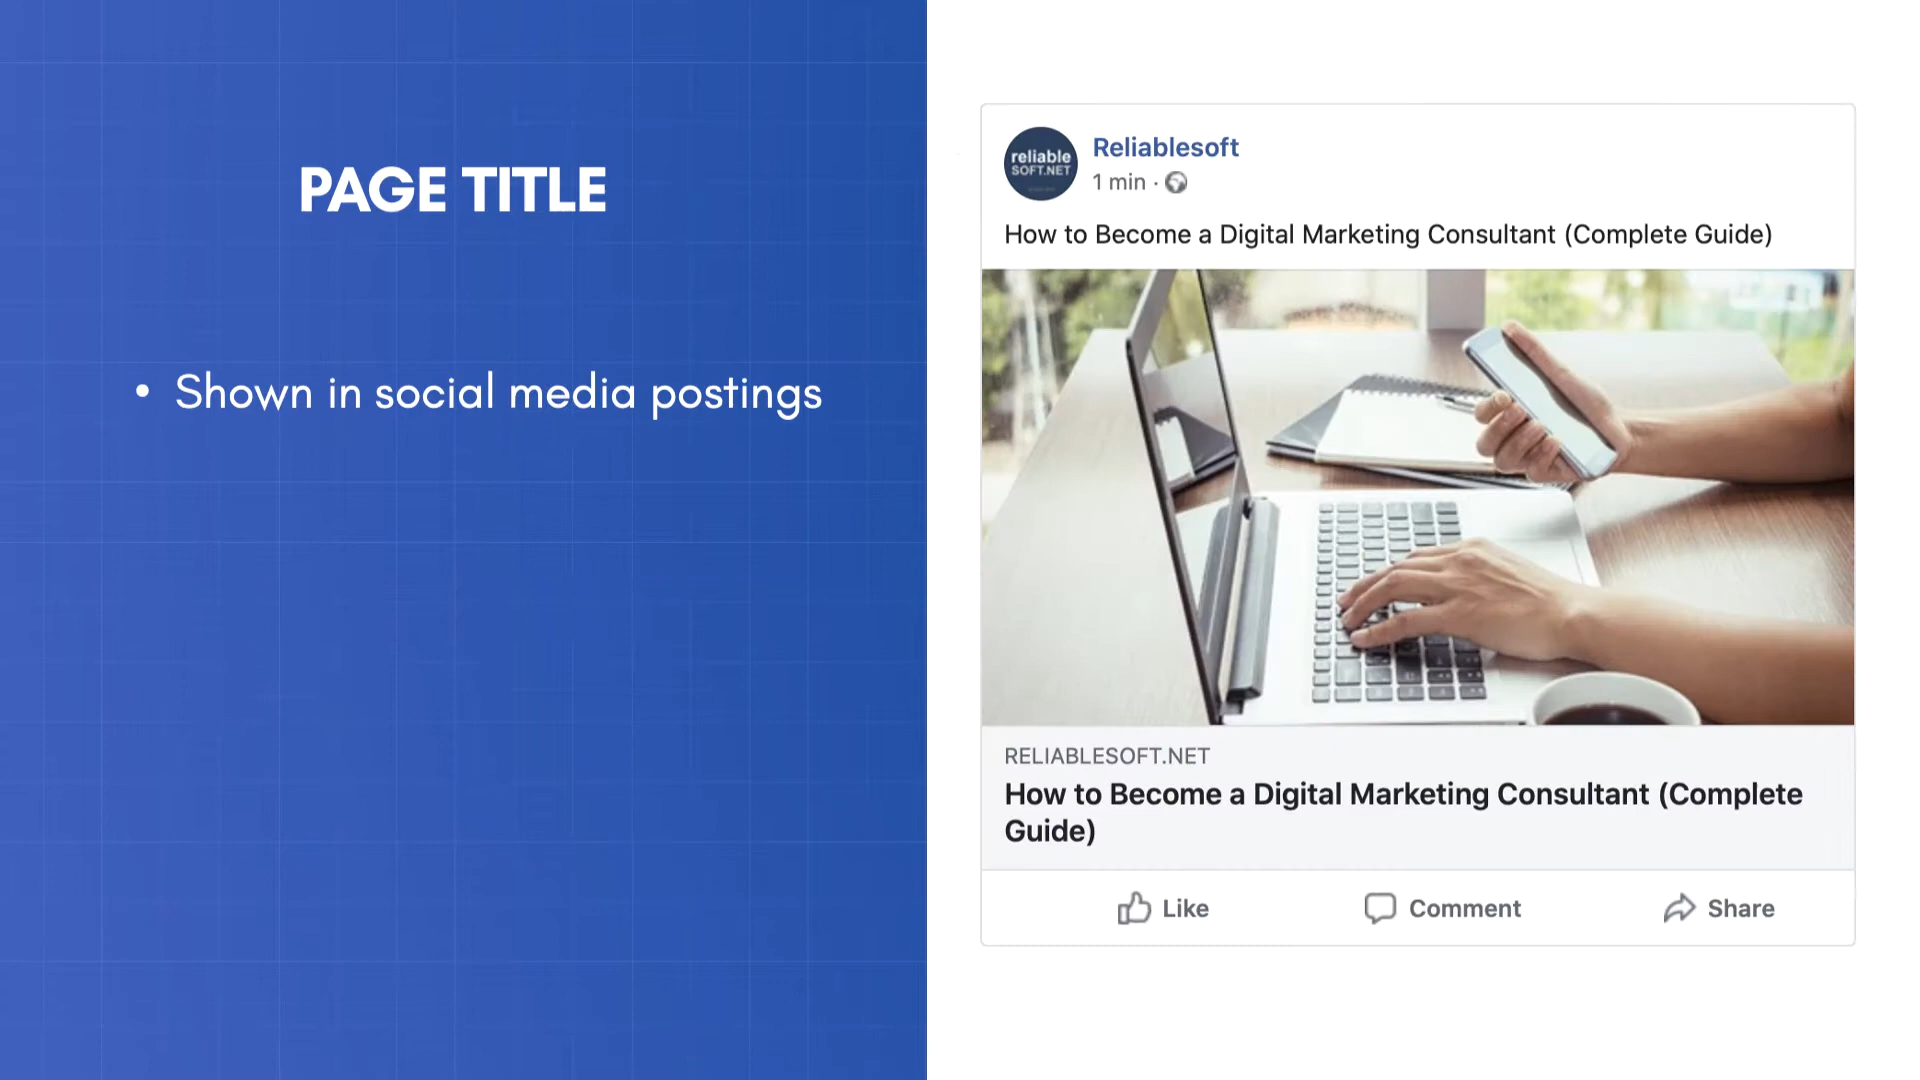 PAGE TITLE
• Shown in social media postings
reliable
SOFT.NET
Reliablesoft
1 min ·
How to Become a Digital Marketing Consultant (Complete Guide)
RELIABLESOFT.NET
How to Become a Digital Marketing Consultant (Complete
Guide)
Like
Comment
Share